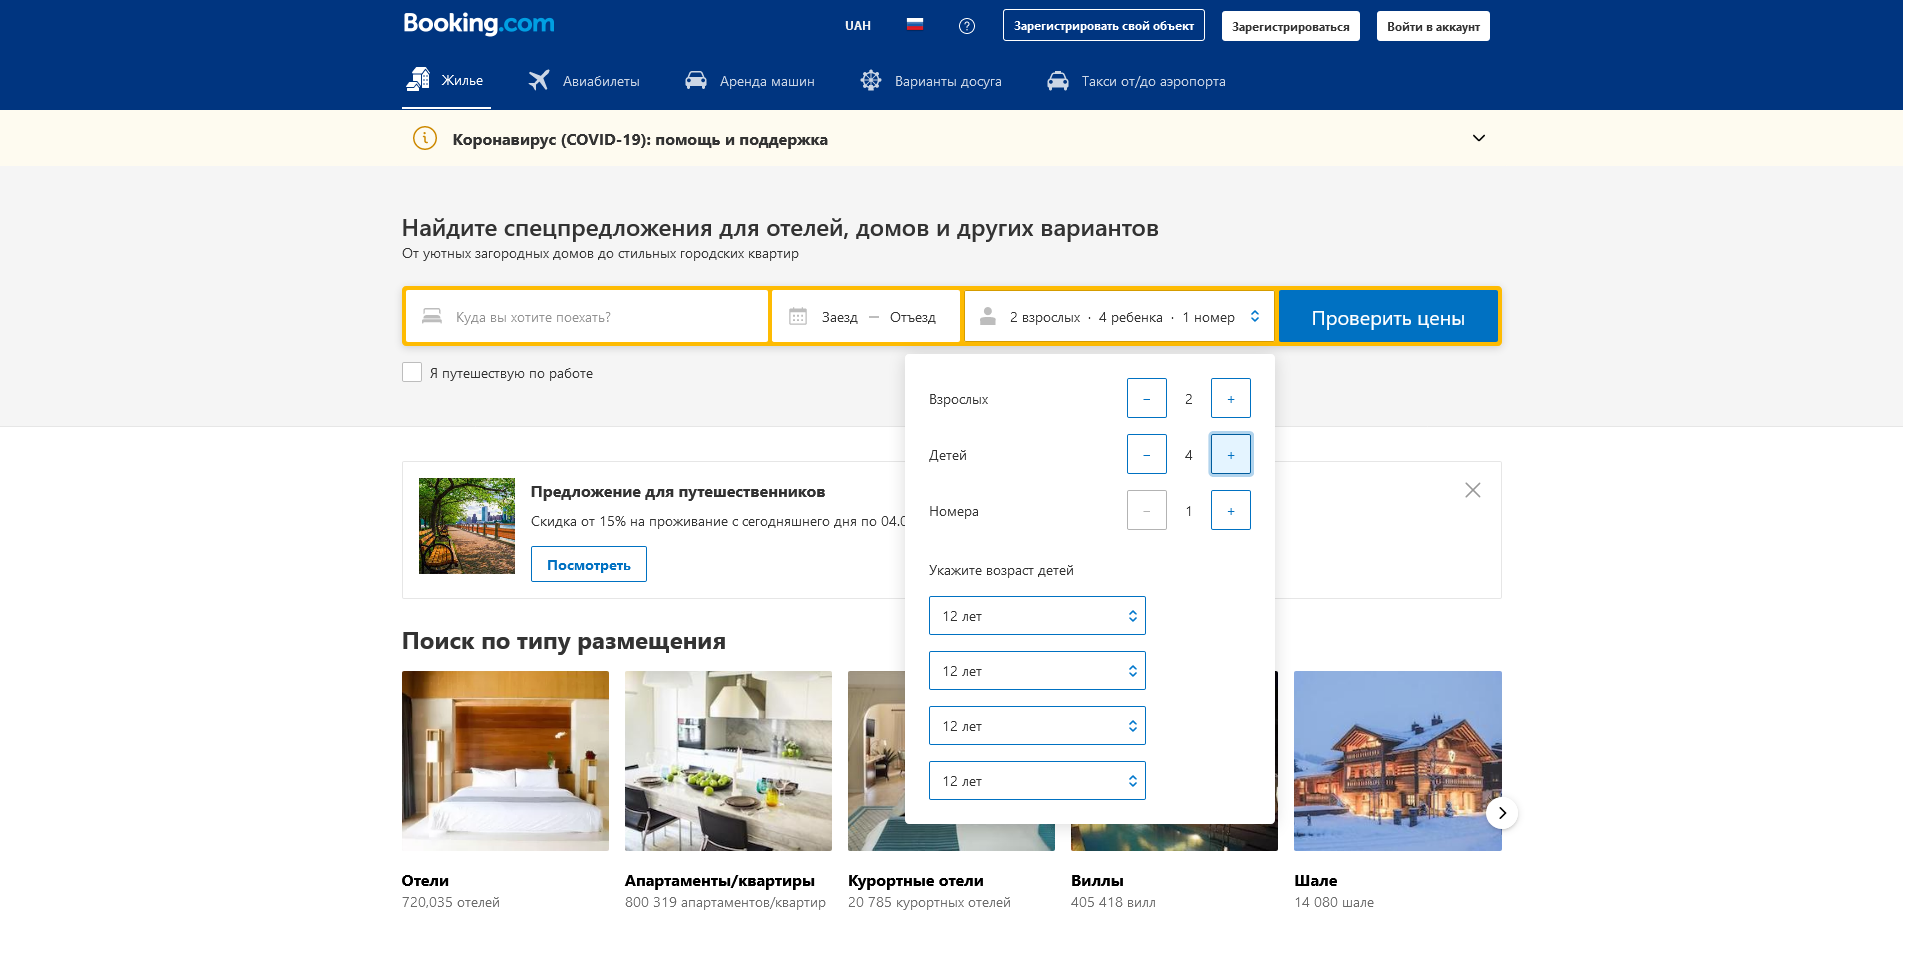 Booking.com
UAH
Зарегистрировать свой объект
Зарегистрироваться
Войти в аккаунт
Жилье
Авиабилеты
Аренда машин
Варианты досуга
Такси от/до аэропорта
Коронавирус (COVID-19): помощь и поддержка
Найдите спецпредложения для отелей, домов и других вариантов
От уютных загородных домов до стильных городских квартир
Куда вы хотите поехать?
Заезд — Отъезд
2 взрослых · 4 ребенка · 1 номер
Проверить цены
Я путешествую по работе
Взрослых − 2 +
Детей − 4 +
Номера − 1 +
Укажите возраст детей
12 лет
12 лет
12 лет
12 лет
Предложение для путешественников
Скидка от 15% на проживание с сегодняшнего дня по 04.0
Посмотреть
Поиск по типу размещения
Отели
720,035 отелей
Апартаменты/квартиры
800 319 апартаментов/квартир
Курортные отели
20 785 курортных отелей
Виллы
405 418 вилл
Шале
14 080 шале